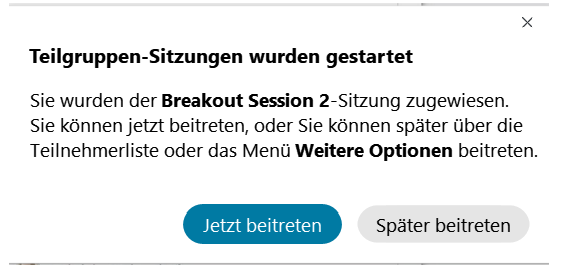 Teilgruppen-Sitzungen wurden gestartet
Sie wurden der Breakout Session 2-Sitzung zugewiesen.
Sie können jetzt beitreten, oder Sie können später über die
Teilnehmerliste oder das Menü Weitere Optionen beitreten.
Jetzt beitreten Später beitreten